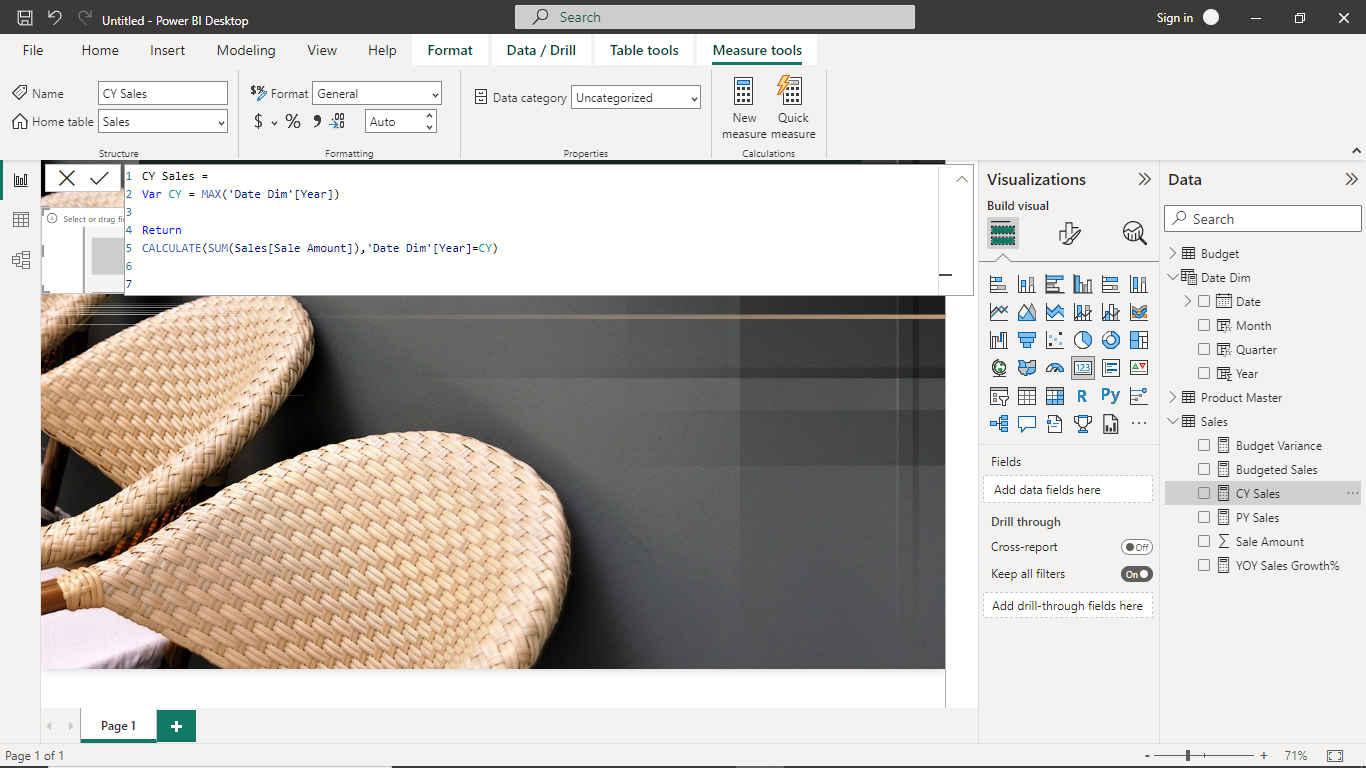 Untitled - Power BI Desktop
Search
Sign in
File Home Insert Modeling View Help Format Data / Drill Table tools Measure tools
Name CY Sales
Home table Sales
Structure
$% Format General
$ % 9 Auto
Formatting
Data category Uncategorized
Properties
New measure
Quick measure
Calculations
1 CY Sales =
2 Var CY = MAX('Date Dim'[Year])
3
4 Return
5 CALCULATE(SUM(Sales[Sale Amount]),'Date Dim'[Year]=CY)
6
7
Select or drag fi
Visualizations
Build visual
123
R Py
Fields
Add data fields here
Drill through
Cross-report Off
Keep all filters On
Add drill-through fields here
Data
Search
Budget
Date Dim
Date
Month
Quarter
Year
Product Master
Sales
Budget Variance
Budgeted Sales
CY Sales
PY Sales
Sale Amount
YOY Sales Growth%
Page 1
Page 1 of 1
- + 71%